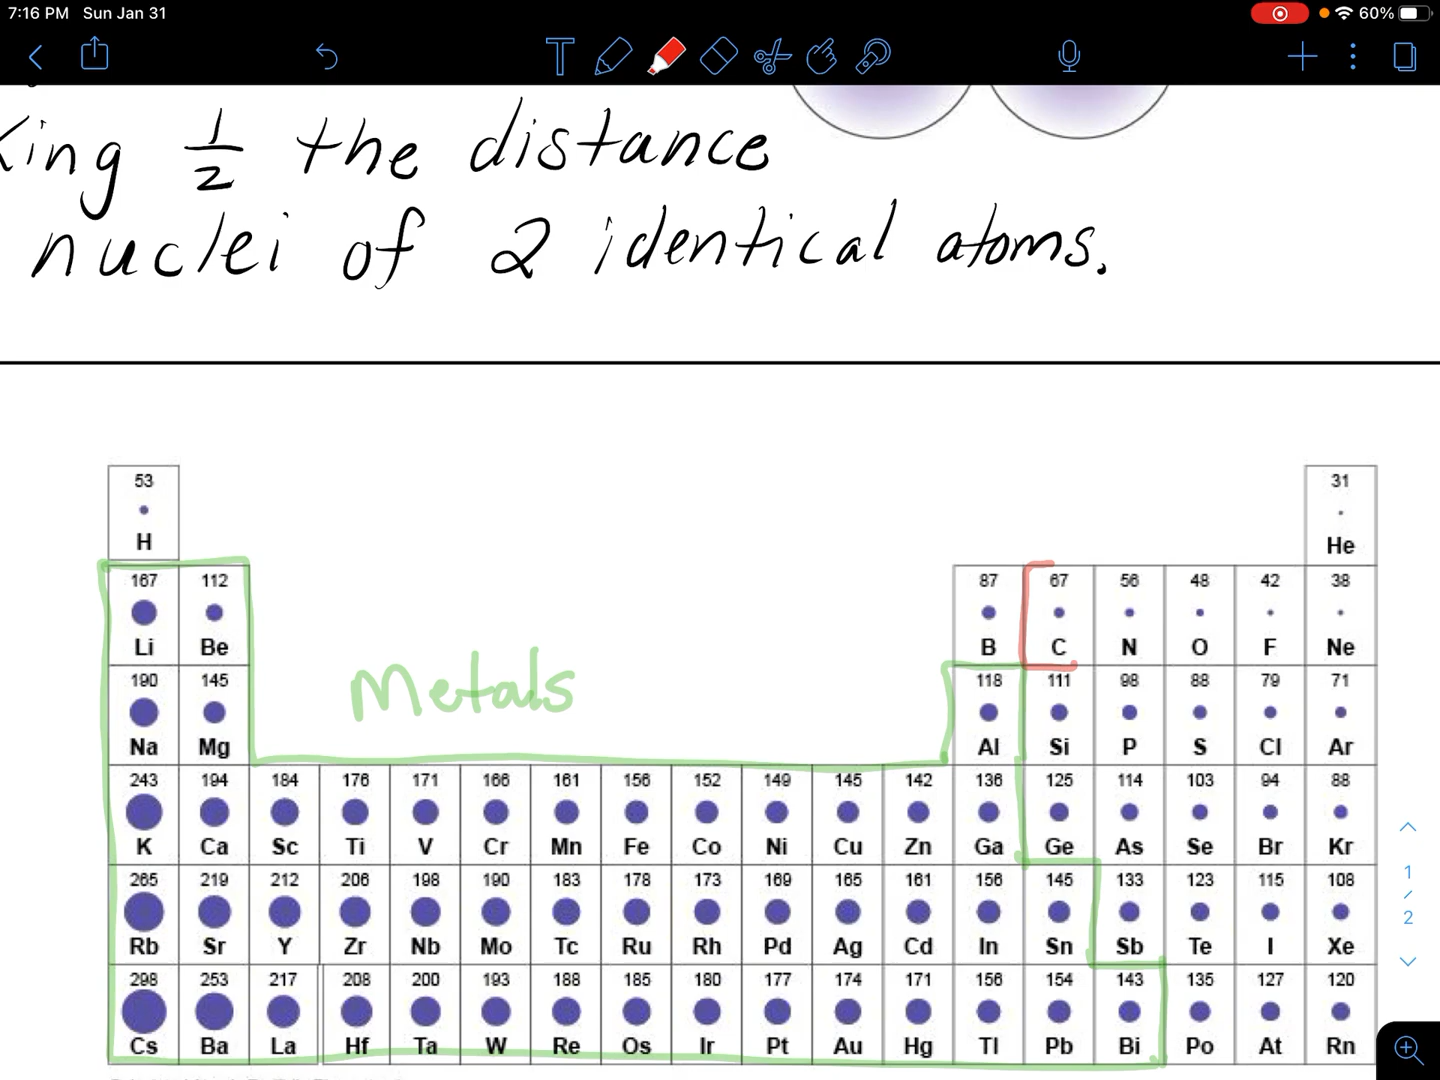 7:16 PM Sun Jan 31 60%
½ the distance
nuclei of 2 identical atoms.
53 31
H He
167 112 87 67 56 48 42 38
Li Be B C N O F Ne
Metals
190 145 118 111 98 88 79 71
Na Mg Al Si P S Cl Ar
243 194 184 176 171 166 161 156 152 149 145 142 136 125 114 103 94 88
K Ca Sc Ti V Cr Mn Fe Co Ni Cu Zn Ga Ge As Se Br Kr
265 219 212 206 198 190 183 178 173 169 165 161 156 145 133 123 115 108
Rb Sr Y Zr Nb Mo Tc Ru Rh Pd Ag Cd In Sn Sb Te I Xe
298 253 217 208 200 193 188 185 180 177 174 171 156 154 143 135 127 120
Cs Ba La Hf Ta W Re Os Ir Pt Au Hg Tl Pb Bi Po At Rn
1
/
2